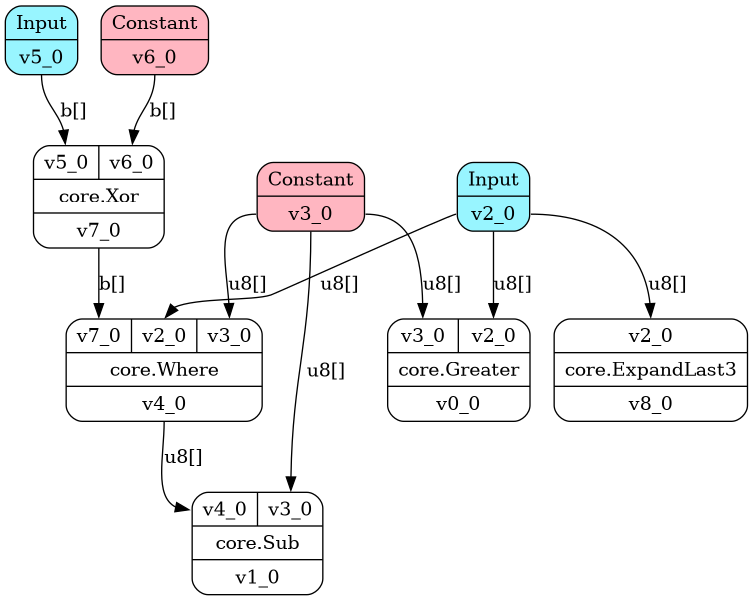 Input
v5_0
Constant
v6_0
b[]
b[]
v5_0 v6_0
core.Xor
v7_0
Constant
v3_0
Input
v2_0
b[]
u8[]
u8[]
u8[]
u8[]
u8[]
v7_0 v2_0 v3_0
core.Where
v4_0
u8[]
v3_0 v2_0
core.Greater
v0_0
v2_0
core.ExpandLast3
v8_0
u8[]
v4_0 v3_0
core.Sub
v1_0